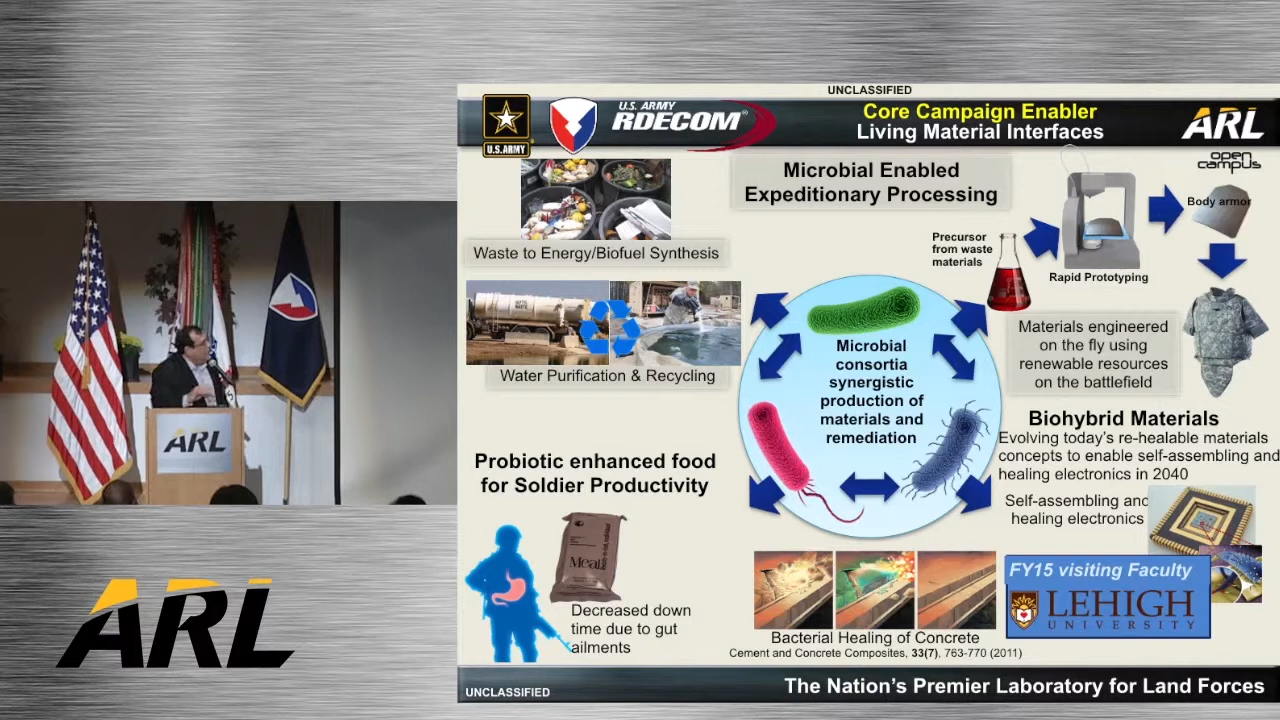 UNCLASSIFIED
U.S. ARMY
U.S. ARMY
RDECOM®
Core Campaign Enabler
Living Material Interfaces
ARL
open
campus
Microbial Enabled
Expeditionary Processing
Waste to Energy/Biofuel Synthesis
Precursor
from waste
materials
Rapid Prototyping
Body armor
Water Purification & Recycling
Materials engineered
on the fly using
renewable resources
on the battlefield
Microbial
consortia
synergistic
production of
materials and
remediation
Biohybrid Materials
Evolving today's re-healable materials
concepts to enable self-assembling and
healing electronics in 2040
Self-assembling and
healing electronics
Probiotic enhanced food
for Soldier Productivity
Meal
Decreased down
time due to gut
ailments
Bacterial Healing of Concrete
Cement and Concrete Composites, 33(7), 763-770 (2011)
FY15 visiting Faculty
LEHIGH
UNIVERSITY
UNCLASSIFIED
The Nation's Premier Laboratory for Land Forces
ARL
ARL